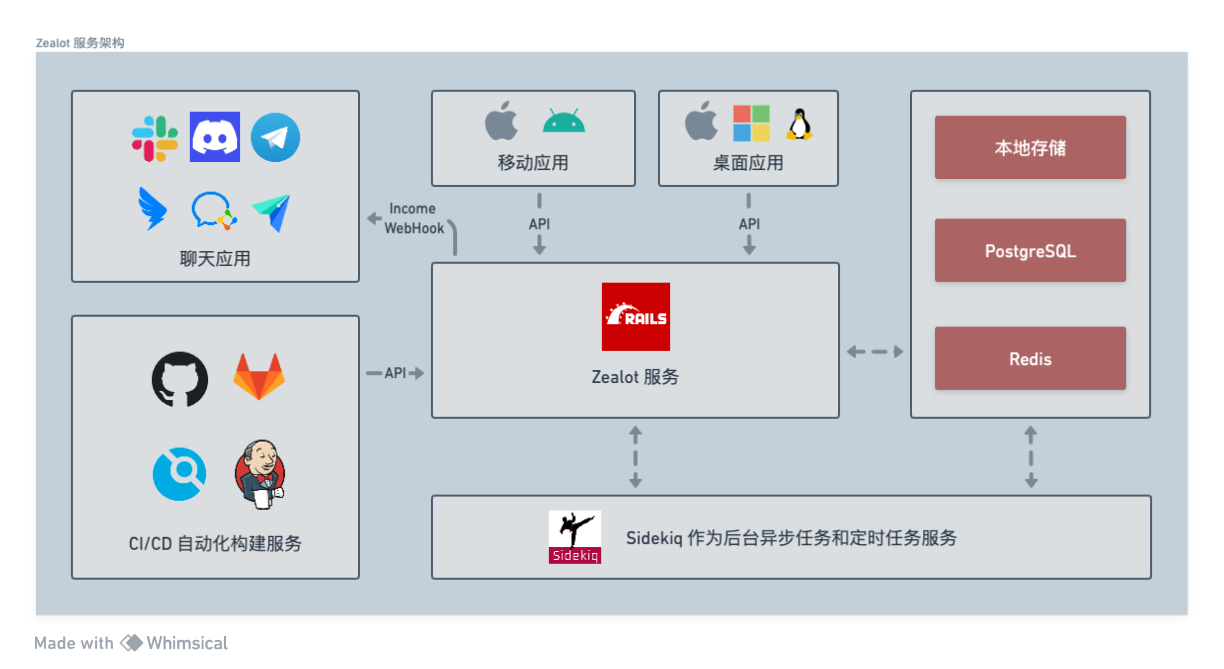 Zealot 服务架构
聊天应用
移动应用
桌面应用
本地存储
PostgreSQL
Redis
Income
WebHook
API
API
RAILS
Zealot 服务
API
CI/CD 自动化构建服务
Sidekiq
Sidekiq 作为后台异步任务和定时任务服务
Made with Whimsical